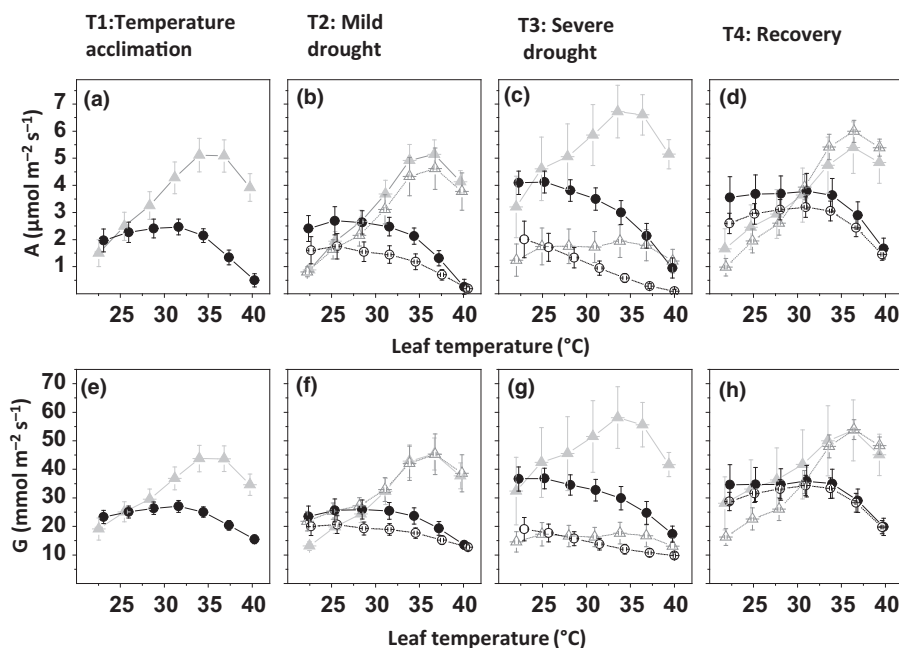 T1:Temperature acclimation
T2: Mild drought
T3: Severe drought
T4: Recovery
A (µmol m⁻² s⁻¹)
7
6
5
4
3
2
1
(a)
(b)
(c)
(d)
25 30 35 40
25 30 35 40
25 30 35 40
25 30 35 40
Leaf temperature (°C)
G (mmol m⁻² s⁻¹)
70
60
50
40
30
20
10
(e)
(f)
(g)
(h)
25 30 35 40
25 30 35 40
25 30 35 40
25 30 35 40
Leaf temperature (°C)